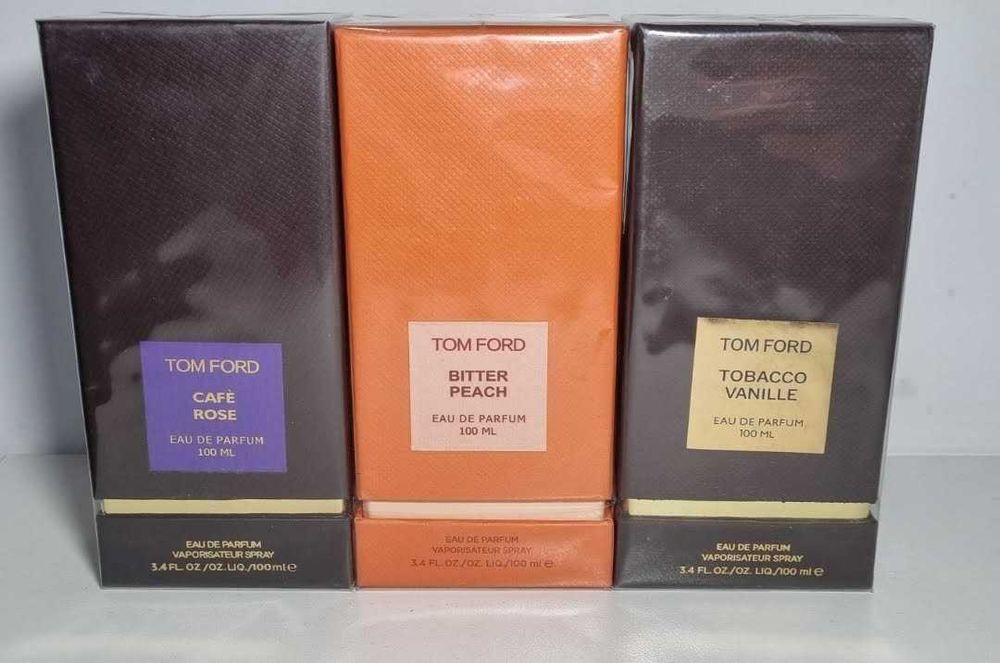 TOM FORD
CAFÈ
ROSE
EAU DE PARFUM
100 ML
EAU DE PARFUM
VAPORISATEUR SPRAY
3.4 FL. OZ./OZ. LIQ./100 ml e
TOM FORD
BITTER
PEACH
EAU DE PARFUM
100 ML
EAU DE PARFUM
VAPORISATEUR SPRAY
3.4 FL. OZ./OZ. LIQ./100 ml e
TOM FORD
TOBACCO
VANILLE
EAU DE PARFUM
100 ML
EAU DE PARFUM
VAPORISATEUR SPRAY
3.4 FL. OZ./OZ. LIQ./100 ml e